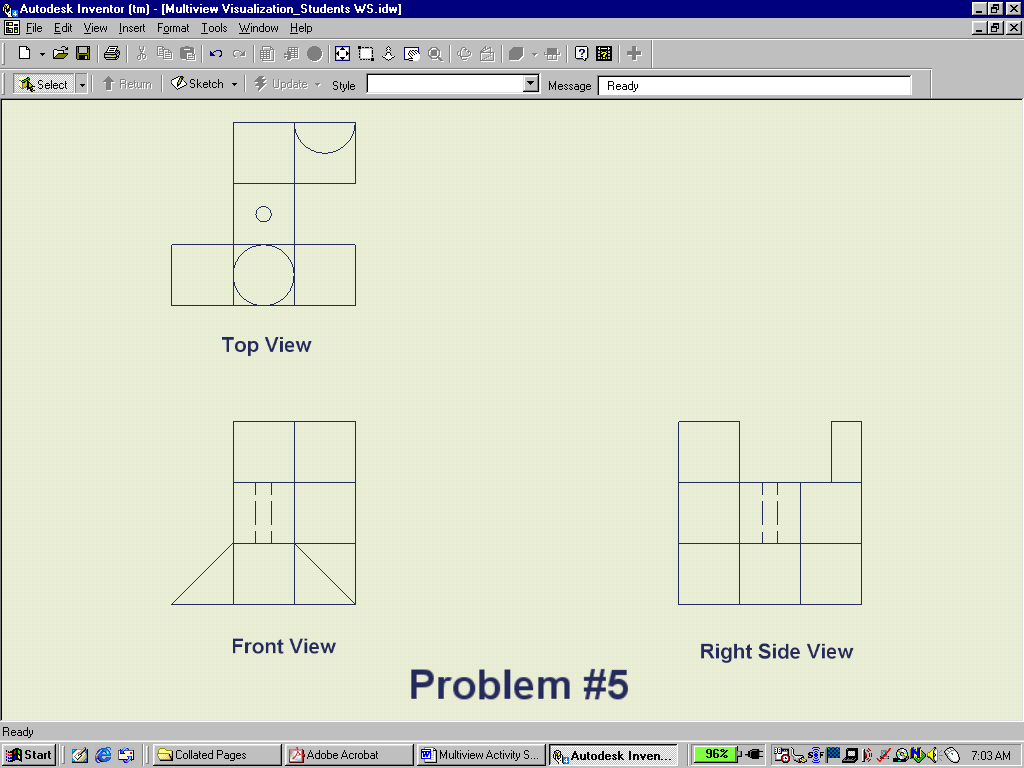 Autodesk Inventor (tm) - [Multiview Visualization_Students WS.idw]
File Edit View Insert Format Tools Window Help
Select Return Sketch Update Style Message Ready
Top View
Front View
Right Side View
Problem #5
Ready
Start Collated Pages Adobe Acrobat Multiview Activity S... Autodesk Inven... 96% 7:03 AM